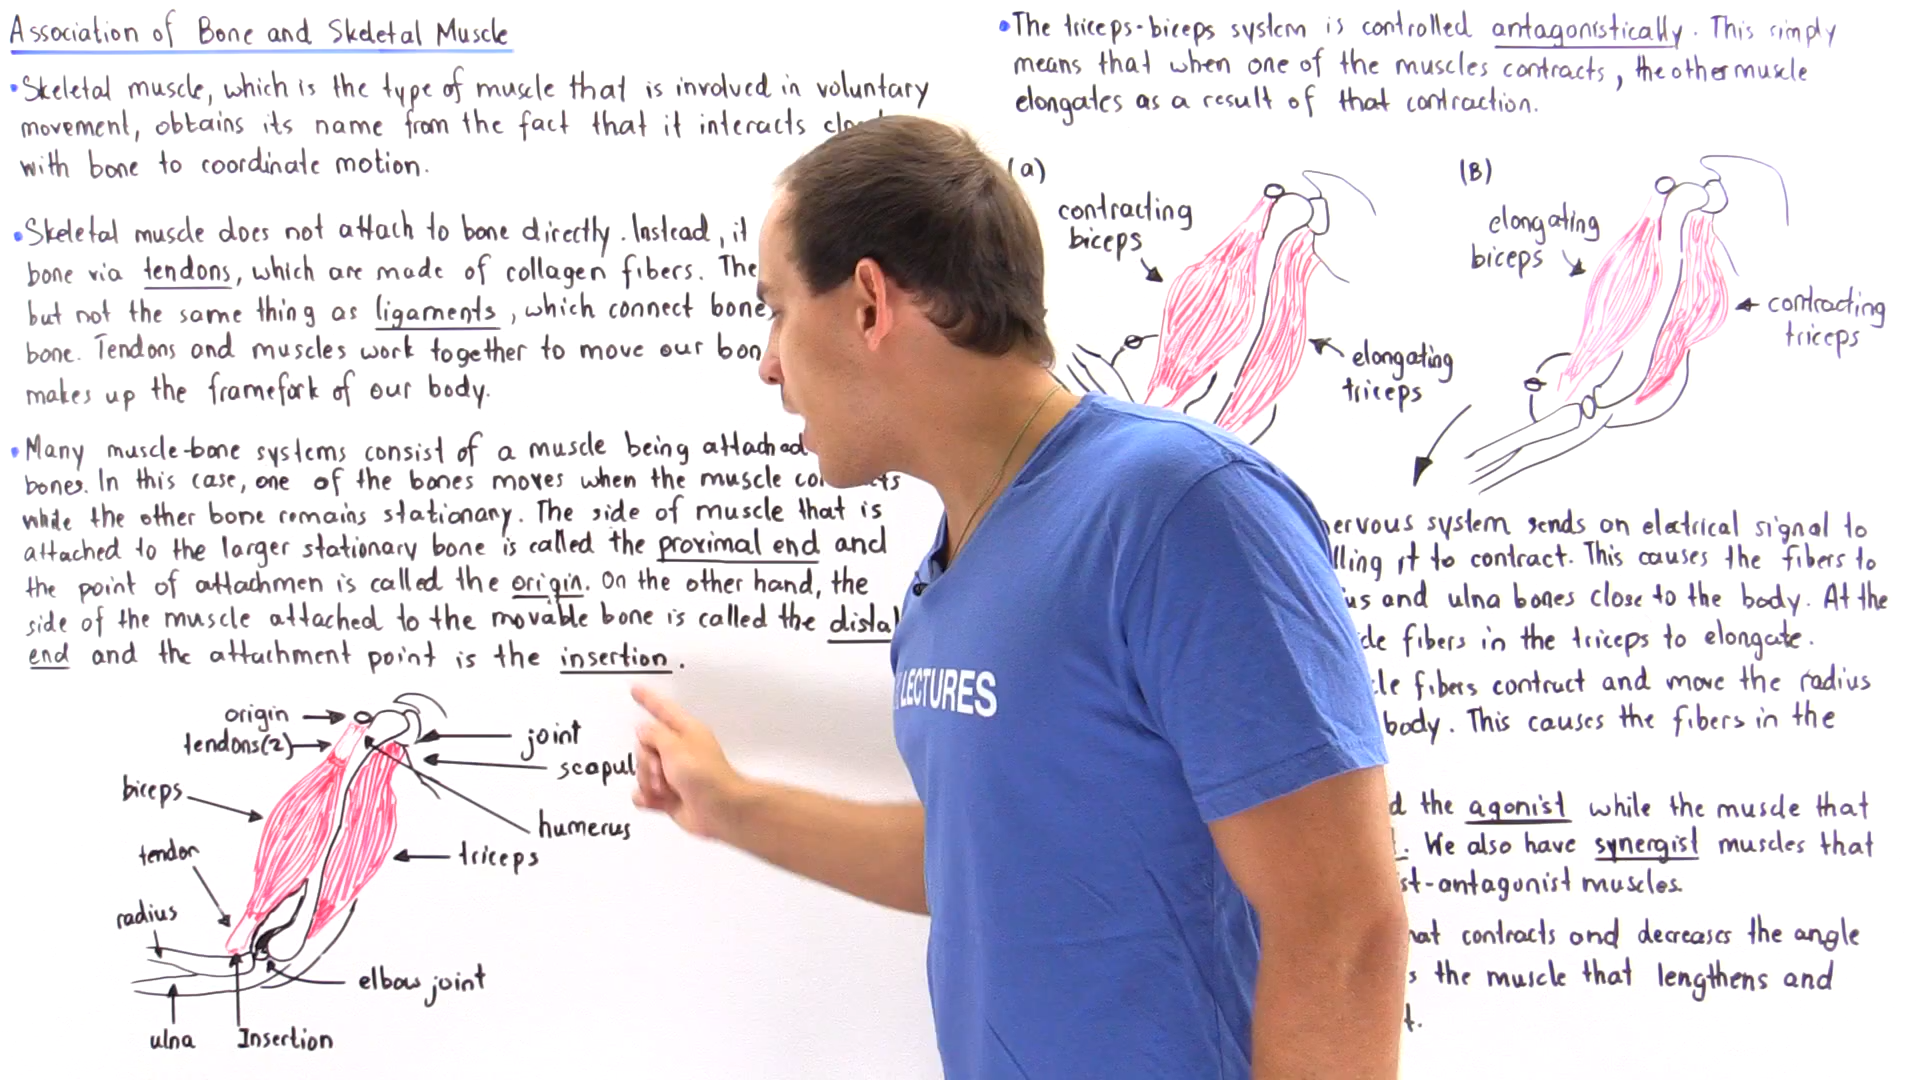 Association of Bone and Skeletal Muscle
•Skeletal muscle, which is the type of muscle that is involved in voluntary
movement, obtains its name from the fact that it interacts
with bone to coordinate motion.
•Skeletal muscle does not attach to bone directly. Instead, it
bone via tendons, which are made of collagen fibers. The
but not the same thing as ligaments, which connect bone
bone. Tendons and muscles work together to move our
makes up the framefork of our body.
•Many muscle-bone systems consist of a muscle being attached
bones. In this case, one of the bones moves when the muscle
while the other bone remains stationary. The side of muscle that is
attached to the larger stationary bone is called the proximal end and
the point of attachmen is called the origin. On the other hand, the
side of the muscle attached to the movable bone is called the distal
end and the attachment point is the insertion.
origin
tendons(2)
biceps
tendon
radius
ulna
Insertion
elbow joint
triceps
humerus
scapul
joint
•The triceps-biceps system is controlled antagonistically. This simply
means that when one of the muscles contracts, the other muscle
elongates as a result of that contraction.
(a)
contracting
biceps
elongating
triceps
(B)
elongating
biceps
contracting
triceps
nervous system sends on electrical signal to
lling it to contract. This causes the fibers to
us and ulna bones close to the body. At the
fibers in the triceps to elongate.
fibers contract and move the radius
body. This causes the fibers in the
the agonist while the muscle that
. We also have synergist muscles that
st-antagonist muscles.
hat contracts and decreases the angle
s the muscle that lengthens and
t.
LECTURES